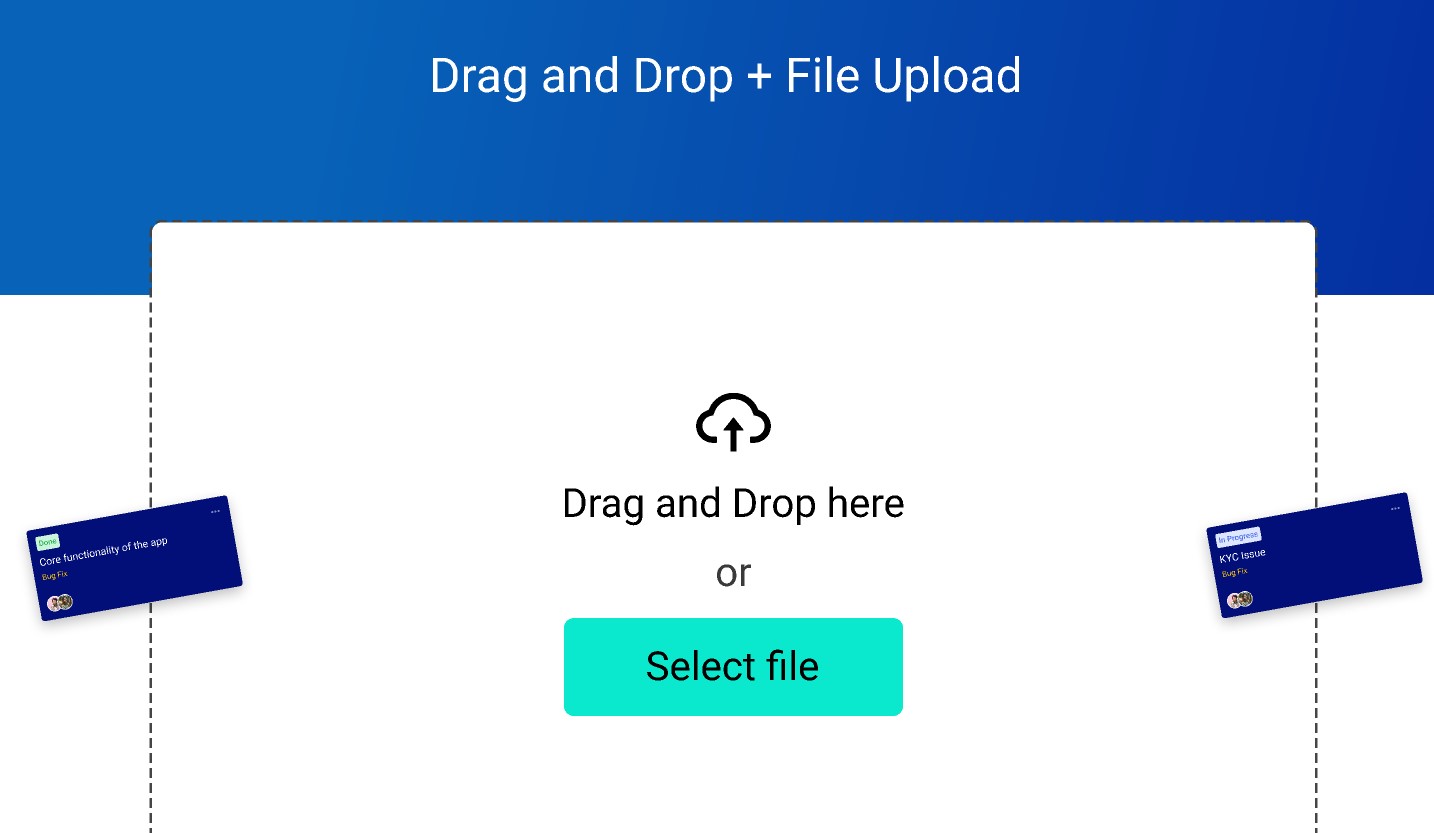 Drag and Drop + File Upload
Drag and Drop here
or
Select file
Done
Core functionality of the app
Bug Fix
In Progress
KYC Issue
Bug Fix